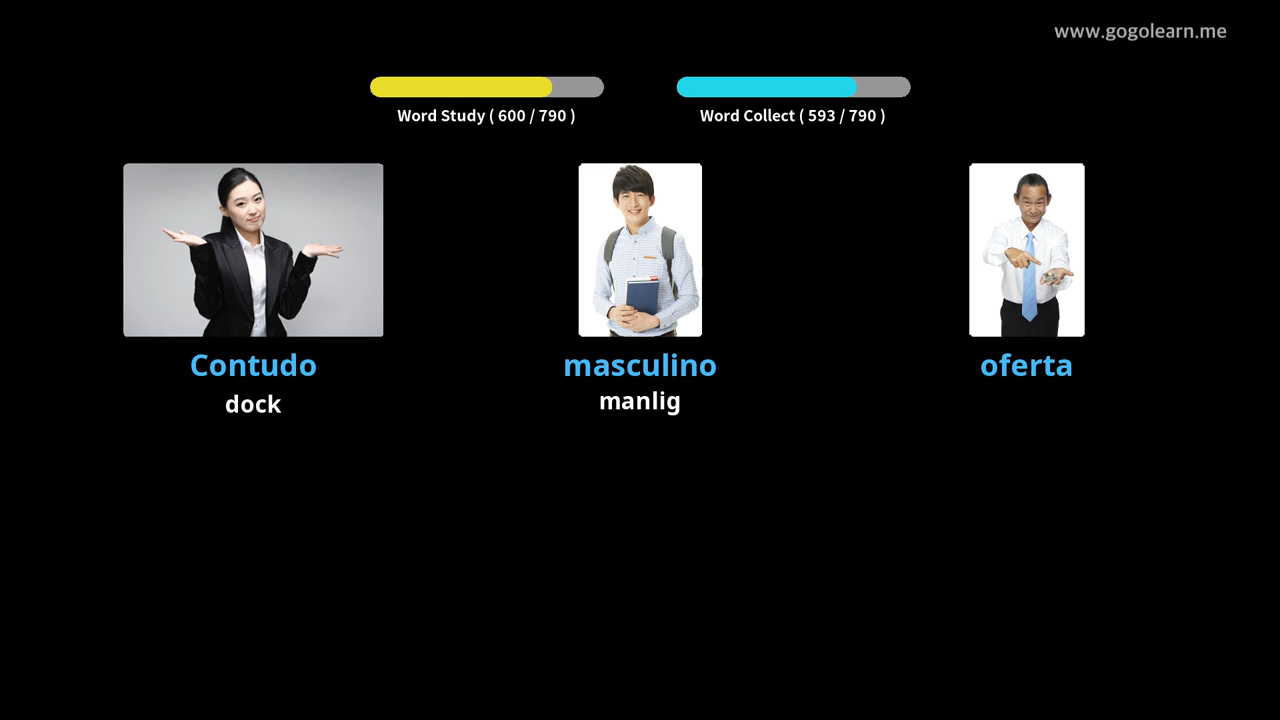 www.gogolearn.me
Word Study ( 600 / 790 )
Word Collect ( 593 / 790 )
Contudo
dock
masculino
manlig
oferta